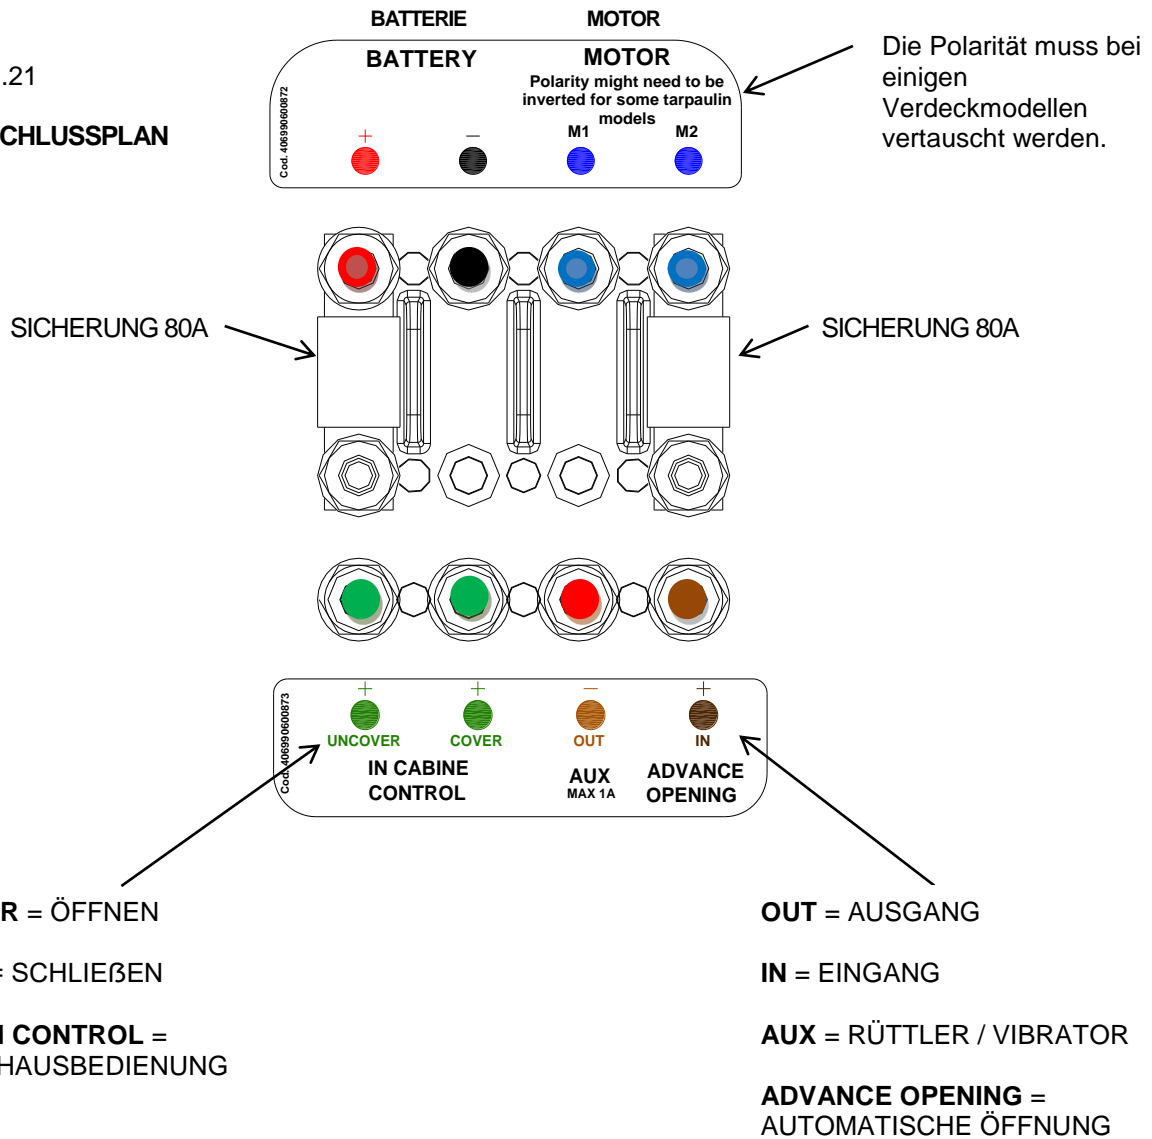 BATTERIE MOTOR
.21
CHLUSSPLAN
BATTERY MOTOR
Polarity might need to be
inverted for some tarpaulin
models
+ − M1 M2
Cod. 406990600872
Die Polarität muss bei
einigen
Verdeckmodellen
vertauscht werden.
SICHERUNG 80A
SICHERUNG 80A
+ + − +
UNCOVER COVER OUT IN
IN CABINE
CONTROL
AUX
MAX 1A
ADVANCE
OPENING
Cod. 406990600873
R = ÖFFNEN
= SCHLIEßEN
CONTROL =
HAUSBEDIENUNG
OUT = AUSGANG
IN = EINGANG
AUX = RÜTTLER / VIBRATOR
ADVANCE OPENING =
AUTOMATISCHE ÖFFNUNG